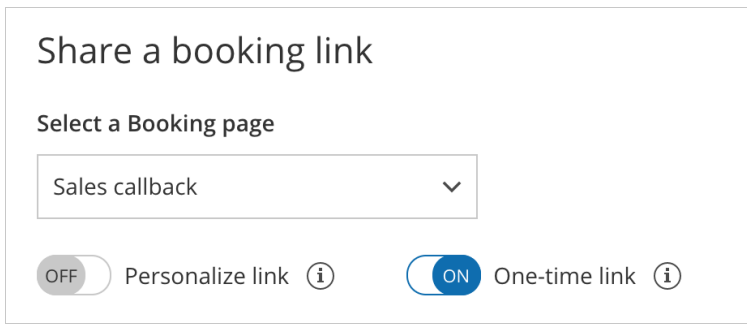 Share a booking link
Select a Booking page
Sales callback
OFF Personalize link i ON One-time link i